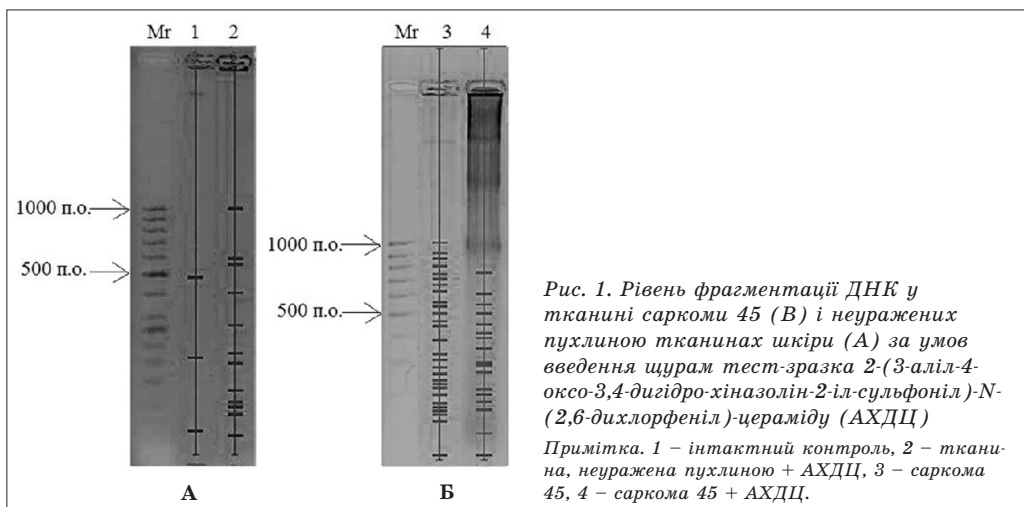 Mr 1 2
1000 п.о.
500 п.о.
А
Mr 3 4
1000 п.о.
500 п.о.
Б
Рис. 1. Рівень фрагментації ДНК у
тканині саркоми 45 (В) і неуражених
пухлиною тканинах шкіри (А) за умов
введення щурам тест-зразка 2-(3-аліл-4-
оксо-3,4-дигідро-хіназолін-2-іл-сульфоніл)-N-
(2,6-дихлорфеніл)-цераміду (АХДЦ)
Примітка. 1 – інтактний контроль, 2 – ткани-
на, неуражена пухлиною + АХДЦ, 3 – саркома
45, 4 – саркома 45 + АХДЦ.